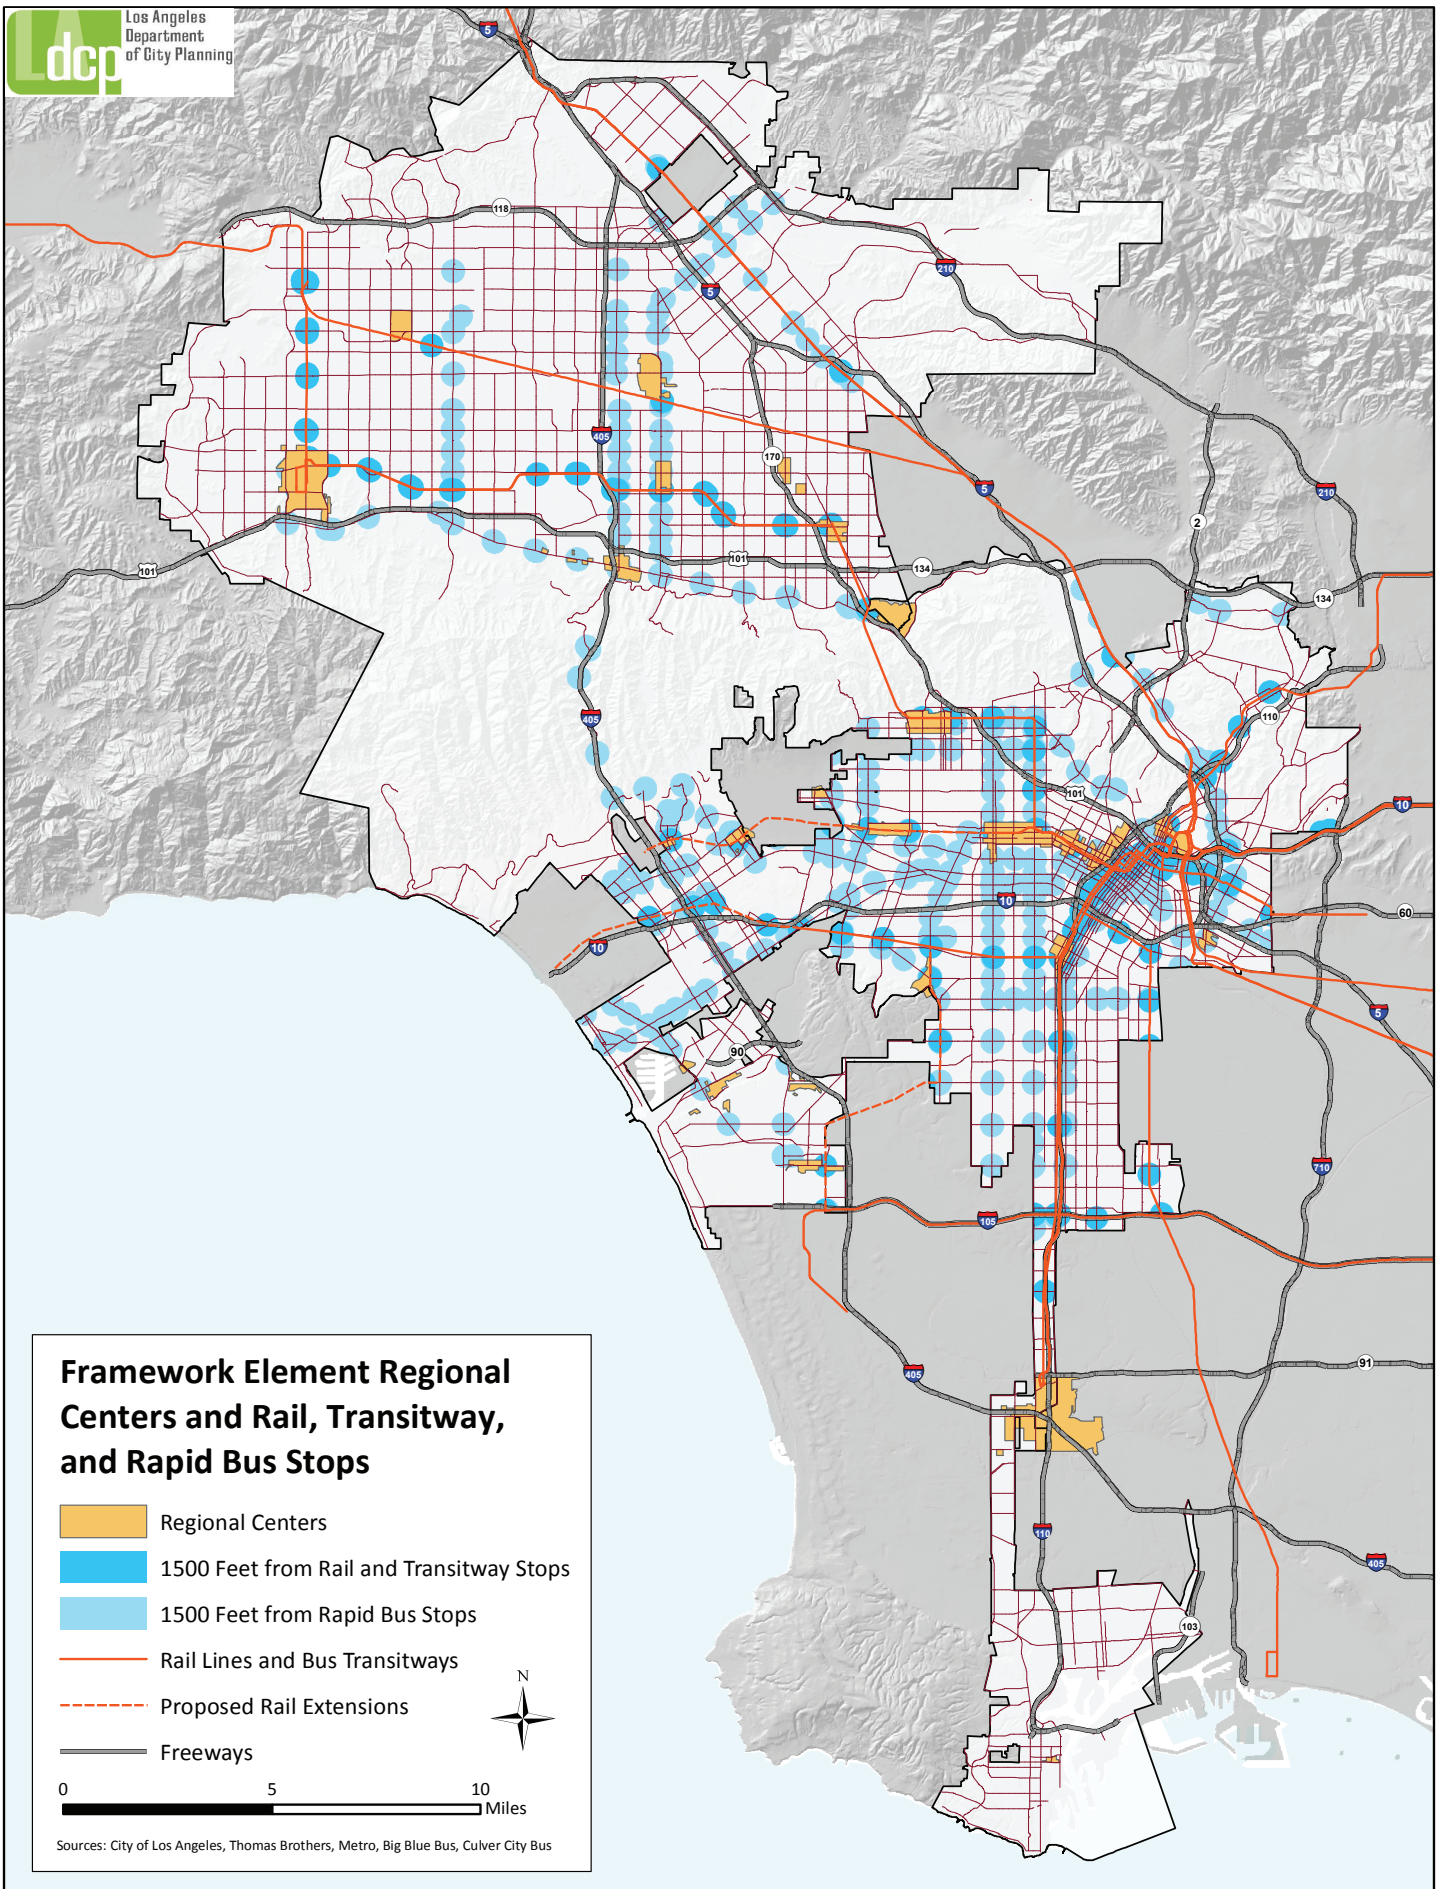 LA
dcp
Los Angeles
Department
of City Planning
5
118
210
5
405
170
5
210
2
101
101
134
134
405
110
101
10
10
60
10
5
90
710
105
405
91
110
405
103
Framework Element Regional
Centers and Rail, Transitway,
and Rapid Bus Stops
Regional Centers
1500 Feet from Rail and Transitway Stops
1500 Feet from Rapid Bus Stops
Rail Lines and Bus Transitways
N
Proposed Rail Extensions
Freeways
0 5 10
Miles
Sources: City of Los Angeles, Thomas Brothers, Metro, Big Blue Bus, Culver City Bus